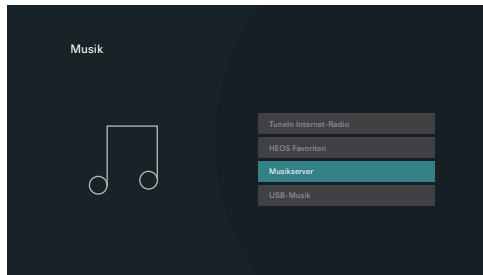 Musik
TuneIn Internet-Radio
HEOS Favoriten
Musikserver
USB-Musik